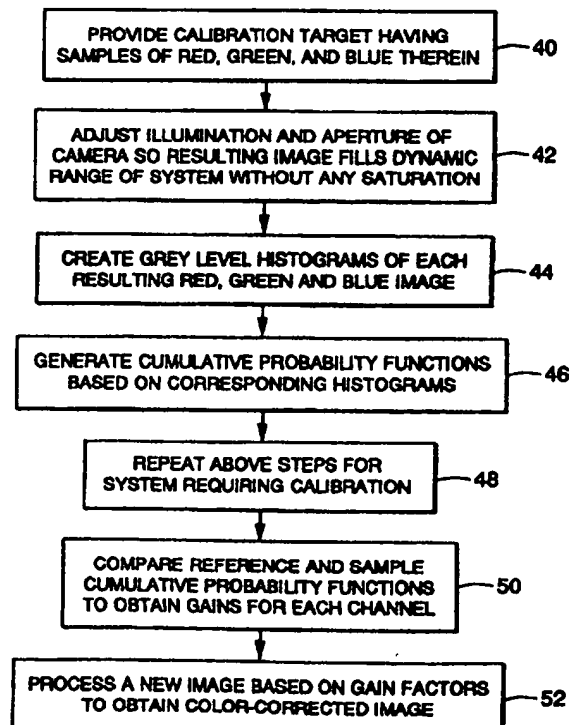 PROVIDE CALIBRATION TARGET HAVING
SAMPLES OF RED, GREEN, AND BLUE THEREIN
40
ADJUST ILLUMINATION AND APERTURE OF
CAMERA SO RESULTING IMAGE FILLS DYNAMIC
RANGE OF SYSTEM WITHOUT ANY SATURATION
42
CREATE GREY LEVEL HISTOGRAMS OF EACH
RESULTING RED, GREEN AND BLUE IMAGE
44
GENERATE CUMULATIVE PROBABILITY FUNCTIONS
BASED ON CORRESPONDING HISTOGRAMS
46
REPEAT ABOVE STEPS FOR
SYSTEM REQUIRING CALIBRATION
48
COMPARE REFERENCE AND SAMPLE
CUMULATIVE PROBABILITY FUNCTIONS
TO OBTAIN GAINS FOR EACH CHANNEL
50
PROCESS A NEW IMAGE BASED ON GAIN FACTORS
TO OBTAIN COLOR-CORRECTED IMAGE
52